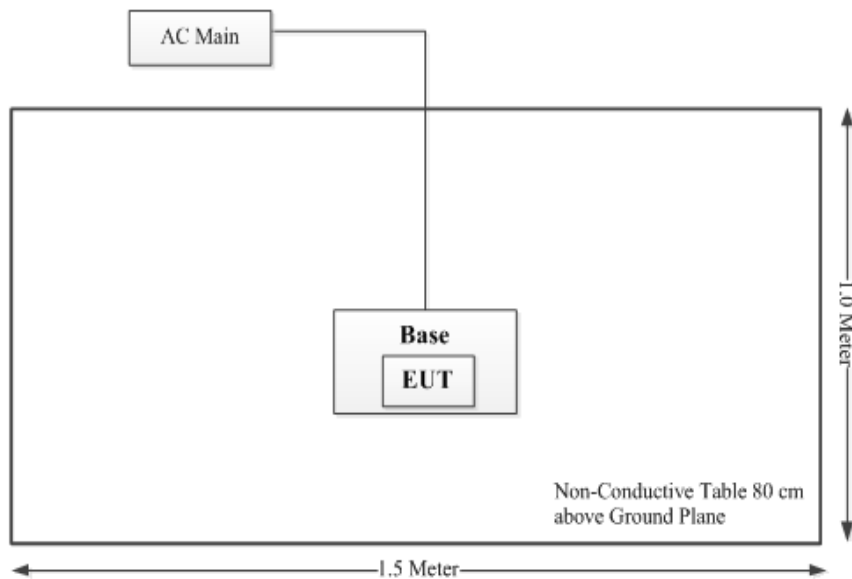 AC Main
Base
EUT
1.0 Meter
Non-Conductive Table 80 cm
above Ground Plane
1.5 Meter